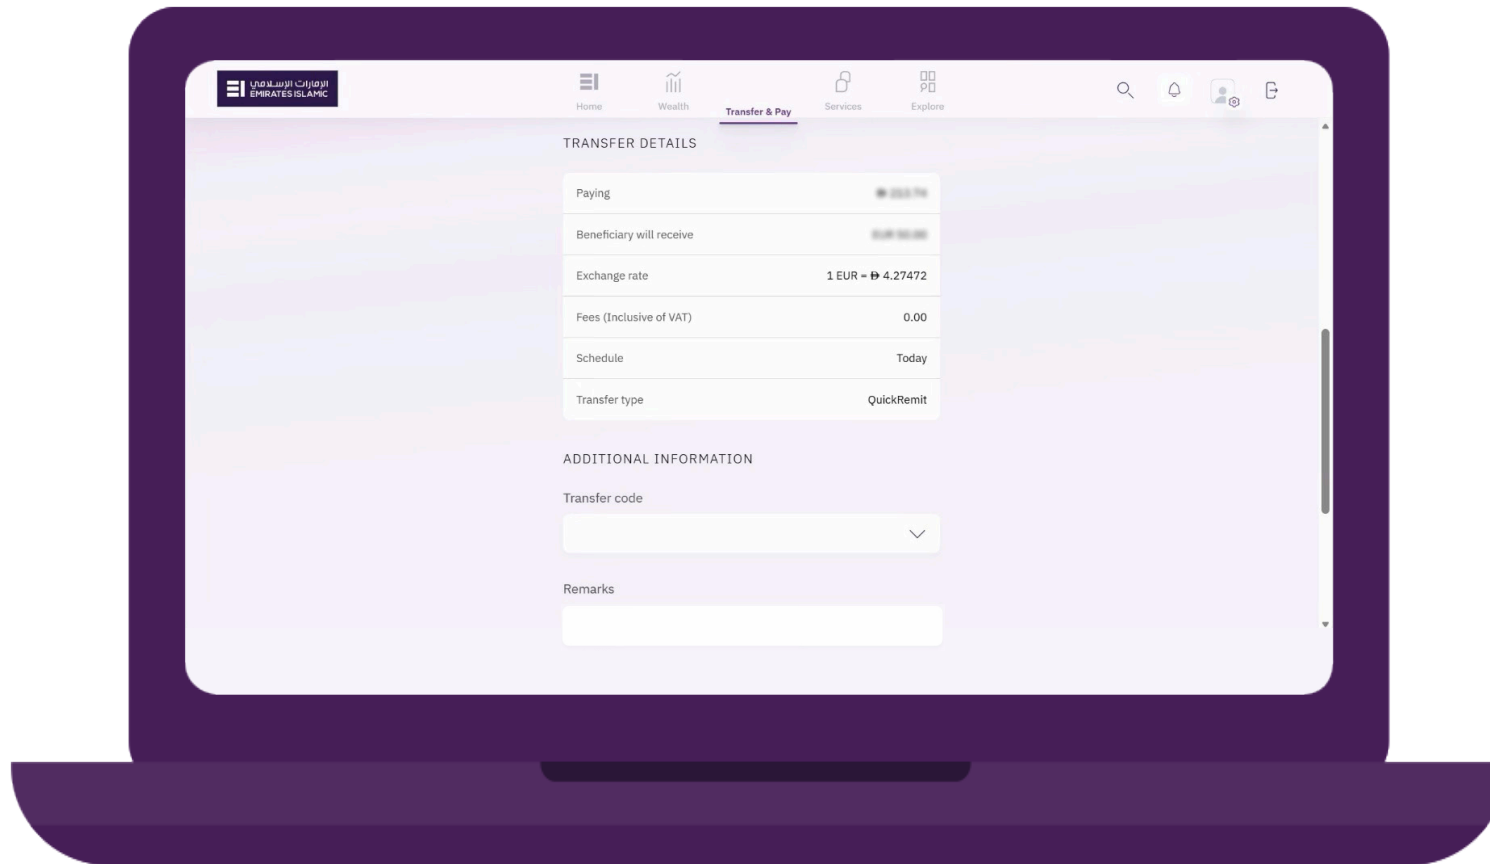 الإمارات الإسلامي
EMIRATES ISLAMIC
Home
Wealth
Transfer & Pay
Services
Explore
TRANSFER DETAILS
Paying
Beneficiary will receive
Exchange rate 1 EUR = 4.27472
Fees (Inclusive of VAT) 0.00
Schedule Today
Transfer type QuickRemit
ADDITIONAL INFORMATION
Transfer code
Remarks